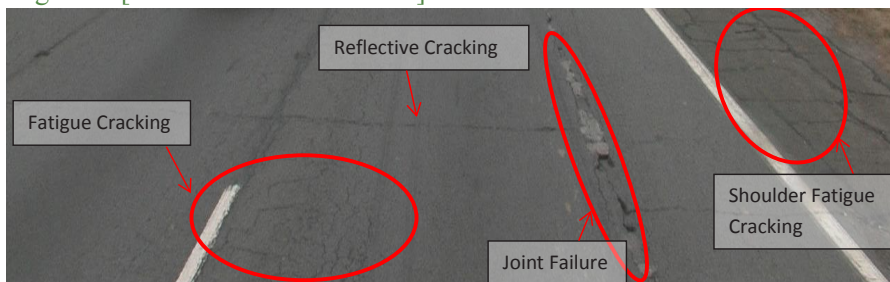 Reflective Cracking
Fatigue Cracking
Shoulder Fatigue
Cracking
Joint Failure